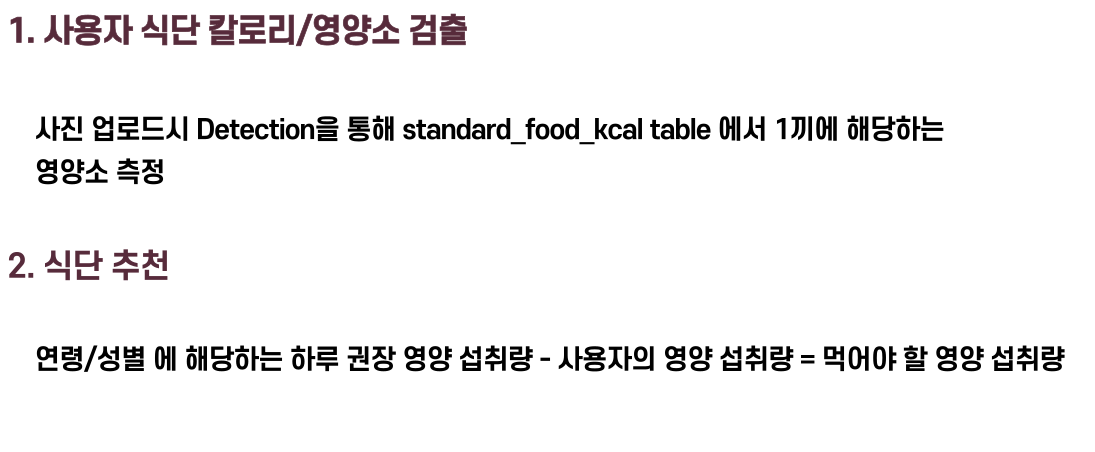 1. 사용자 식단 칼로리/영양소 검출
사진 업로드시 Detection을 통해 standard_food_kcal table 에서 1끼에 해당하는
영양소 측정
2. 식단 추천
연령/성별 에 해당하는 하루 권장 영양 섭취량 - 사용자의 영양 섭취량 = 먹어야 할 영양 섭취량